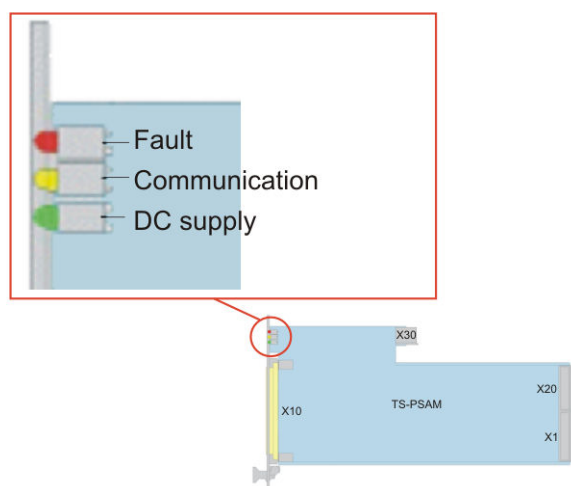 Fault
Communication
DC supply
X30
X20
X10
TS-PSAM
X1